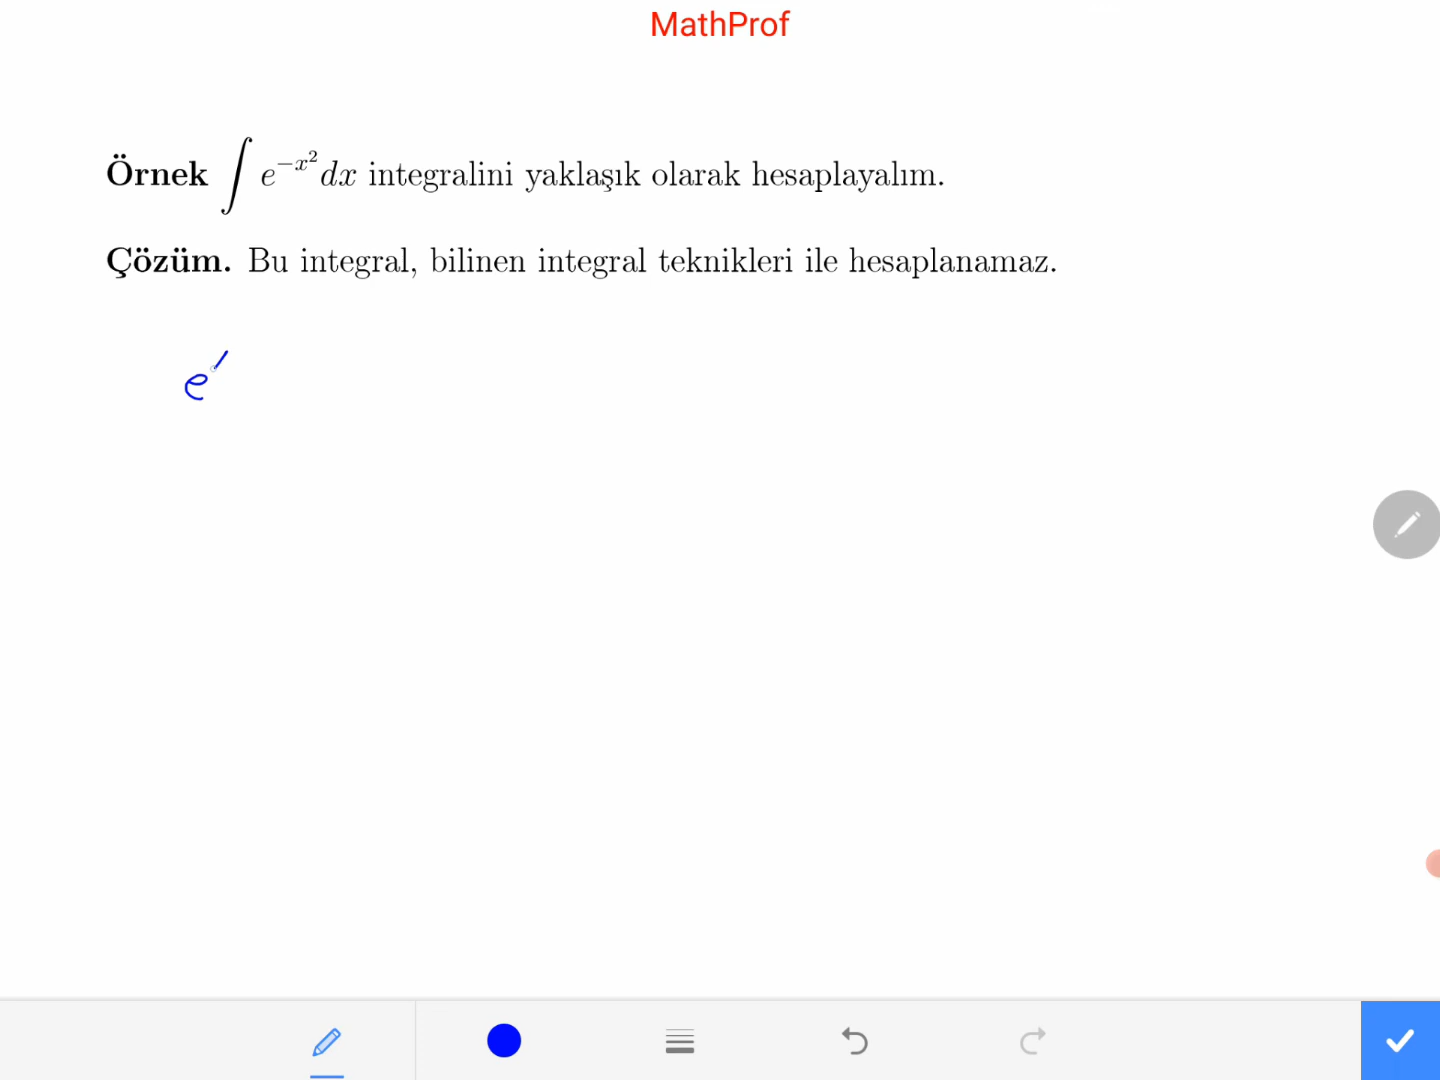 MathProf
Örnek ∫ e^{-x^2} dx integralini yaklaşık olarak hesaplayalım.
Çözüm. Bu integral, bilinen integral teknikleri ile hesaplanamaz.
e